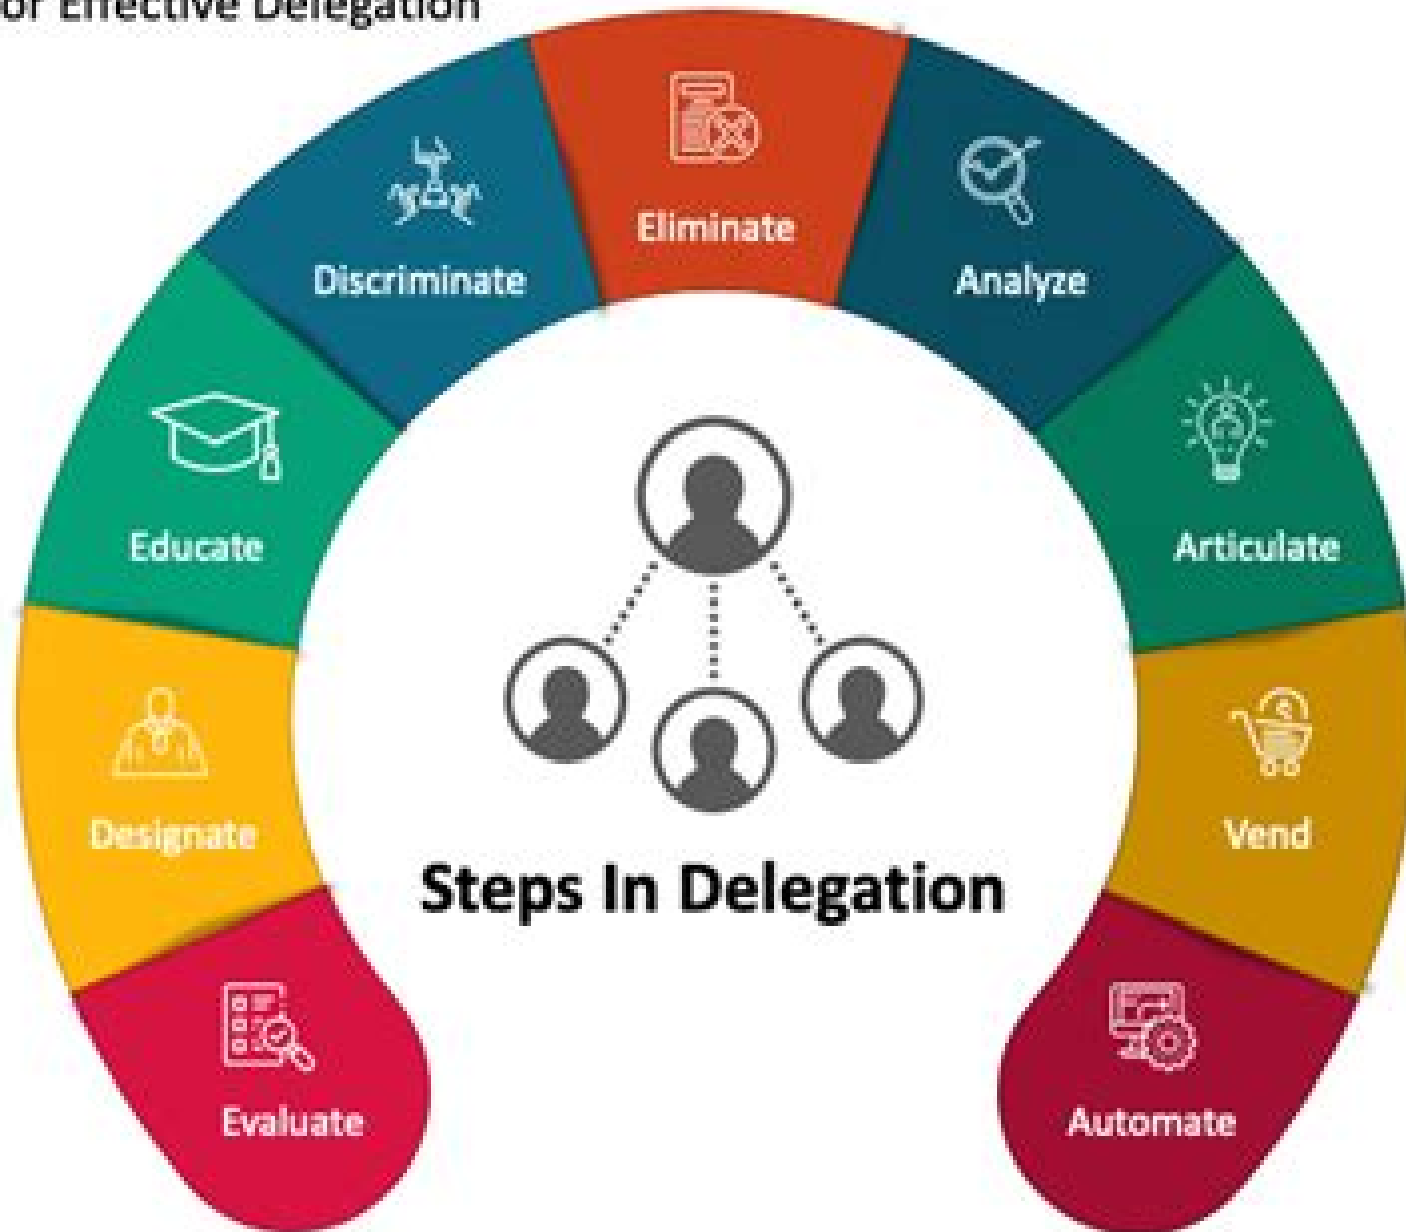 or Effective Delegation
Eliminate
Discriminate
Analyze
Educate
Articulate
Designate
Vend
Steps In Delegation
Evaluate
Automate